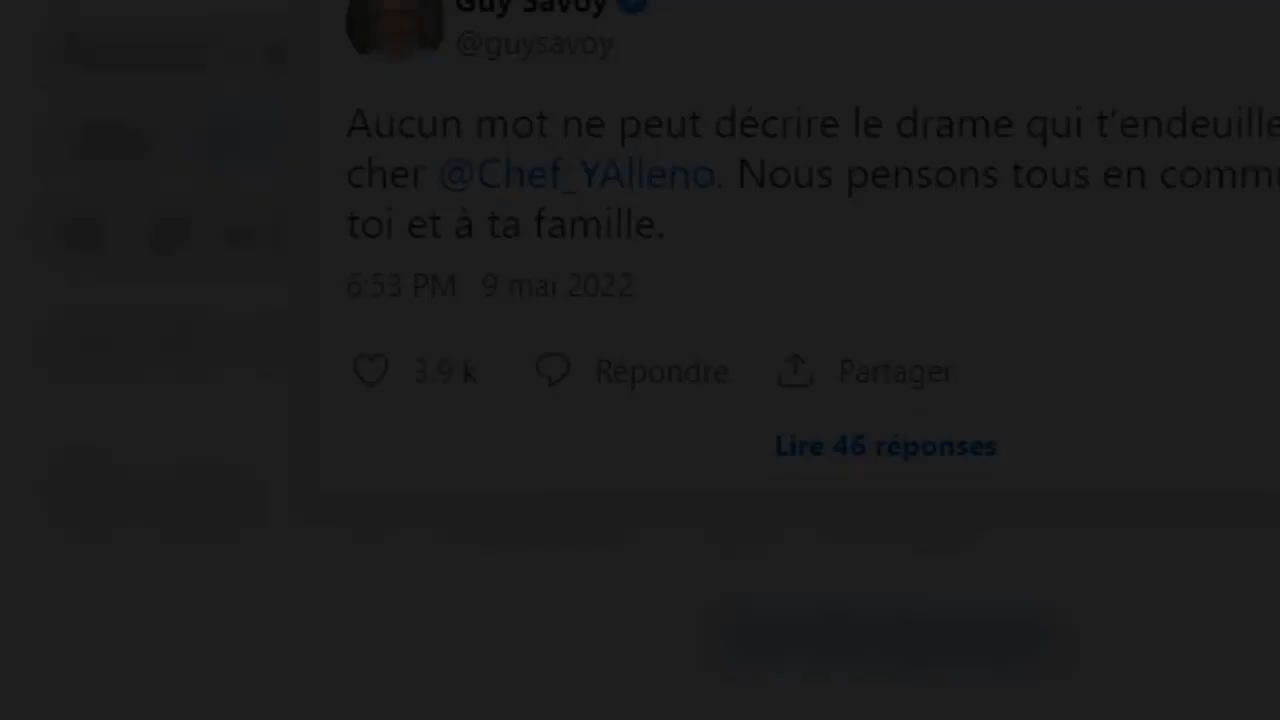 Guy Savoy
@guysavoy
Aucun mot ne peut décrire le drame qui t'endeuille
cher @Chef_YAlleno. Nous pensons tous en comm
toi et à ta famille.
6:53 PM 9 mai 2022
3.9 k Répondre Partager
Lire 46 réponses